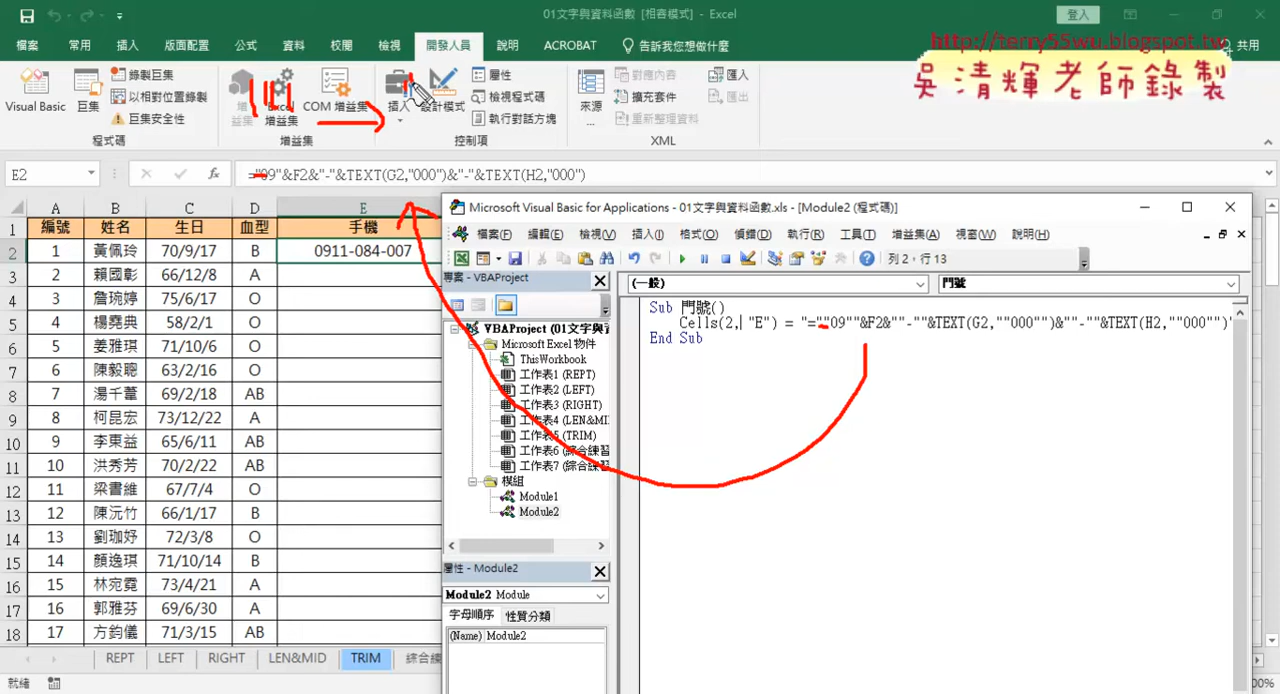 01文字與資料函數 [相容模式] - Excel
登入
檔案 常用 插入 版面配置 公式 資料 校閱 檢視 開發人員 說明 ACROBAT 告訴我您想做什麼 共用
http://terry55wu.blogspot.tw
吳清輝老師錄製
Visual Basic 巨集 錄製巨集 以相對位置錄製 巨集安全性
增益集 Excel 增益集 COM 增益集
插入 設計模式 屬性 檢視程式碼 執行對話方塊
來源 對應內容 擴充套件 重新整理資料 匯入 匯出
程式碼 增益集 控制項 XML
E2 fx ="09"&F2&"-"&TEXT(G2,"000")&"-"&TEXT(H2,"000")
A B C D E
1 編號 姓名 生日 血型 手機
2 1 黃佩玲 70/9/17 B 0911-084-007
3 2 賴國彰 66/12/8 A
4 3 詹琬婷 75/6/17 O
5 4 楊堯典 58/2/1 O
6 5 姜雅琪 71/10/6 O
7 6 陳毅聰 63/2/16 O
8 7 湯千葦 69/2/18 AB
9 8 柯昆宏 73/12/22 A
10 9 李東益 65/6/11 AB
11 10 洪秀芳 70/2/22 AB
12 11 梁書維 67/7/4 O
13 12 陳沅竹 66/1/17 B
14 13 劉珈妤 72/3/8 O
15 14 顏逸琪 71/10/14 B
16 15 林宛霓 73/4/21 A
17 16 郭雅芬 69/6/30 A
18 17 方鈞儀 71/3/15 AB
REPT LEFT RIGHT LEN&MID TRIM
就緒
00%
Microsoft Visual Basic for Applications - 01文字與資料函數.xls - [Module2 (程式碼)]
檔案(F) 編輯(E) 檢視(V) 插入(I) 格式(O) 偵錯(D) 執行(R) 工具(T) 增益集(A) 視窗(W) 說明(H)
列 2, 行 13
專案 - VBAProject
VBAProject (01文字與資
Microsoft Excel 物件
ThisWorkbook
工作表1 (REPT)
工作表2 (LEFT)
工作表3 (RIGHT)
工作表4 (LEN&MI
工作表5 (TRIM)
工作表6 (綜合練習
工作表7 (綜合練習
模組
Module1
Module2
屬性 - Module2
Module2 Module2
字母順序 性質分類
(Name) Module2
(一般) 門號
Sub 門號()
Cells(2, "E") = "=""09""&F2&""-""&TEXT(G2,""000"")&""-""&TEXT(H2,""000"")"
End Sub